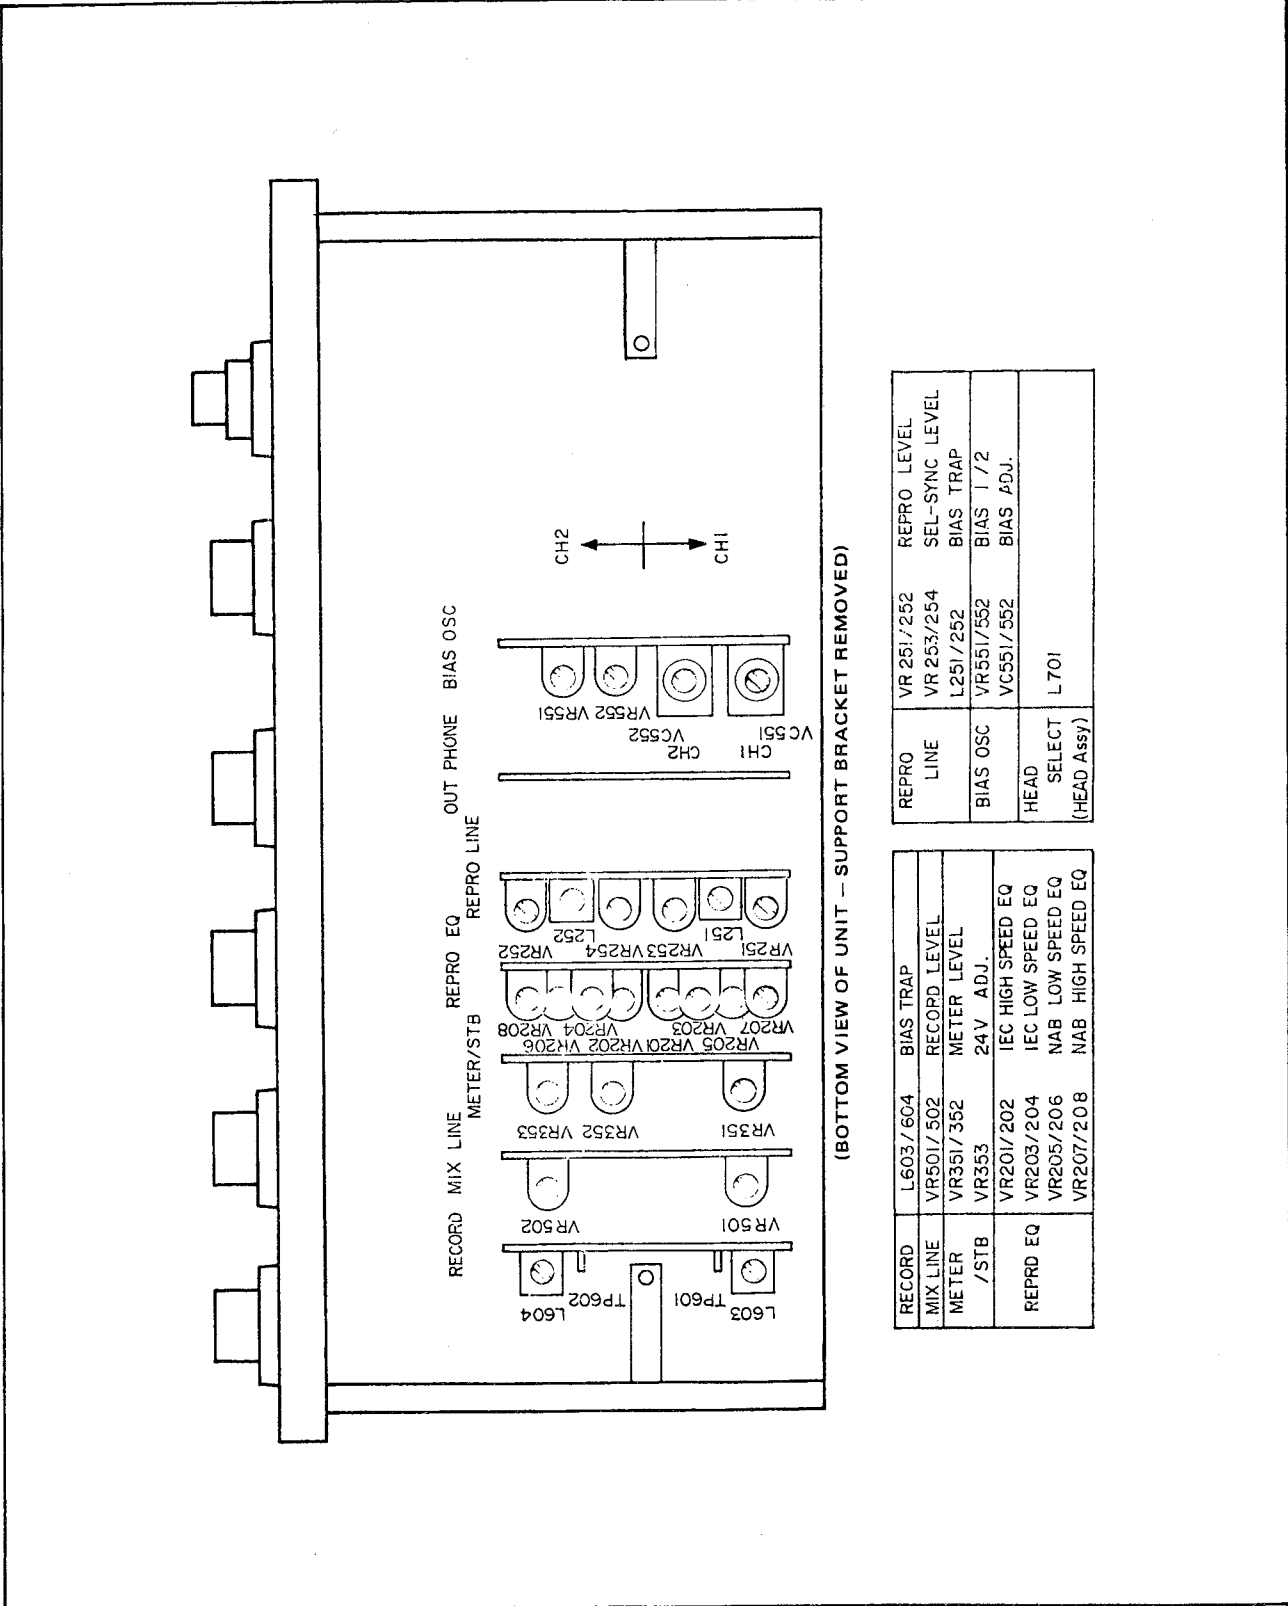 RECORD MIX LINE REPRO EQ OUT PHONE BIAS OSC
METER/STB REPRO LINE
VR252
L252
VR254
VR253
L251
VR251
VR208
VR206
VR204
VR202
VR201
VR203
VR205
VR207
VR353
VR352
VR351
VR502
VR501
L604
TP602
TP601
L603
VR551
VR552
VC552
CH2
VC551
CH1
CH2
CH1
(BOTTOM VIEW OF UNIT – SUPPORT BRACKET REMOVED)
RECORD L603/604 BIAS TRAP
MIX LINE VR501/502 RECORD LEVEL
METER VR351/352 METER LEVEL
/STB VR353 24V ADJ.
VR201/202 IEC HIGH SPEED EQ
REPRD EQ VR203/204 IEC LOW SPEED EQ
VR205/206 NAB LOW SPEED EQ
VR207/208 NAB HIGH SPEED EQ
REPRO VR251/252 REPRO LEVEL
LINE VR253/254 SEL-SYNC LEVEL
L251/252 BIAS TRAP
BIAS OSC VR551/552 BIAS 1/2
VC551/552 BIAS ADJ.
HEAD
SELECT L701
(HEAD Assy)